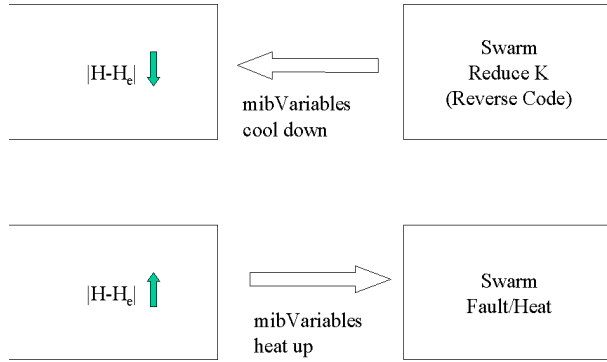 |H-He|
mibVariables
cool down
Swarm
Reduce K
(Reverse Code)
|H-He|
mibVariables
heat up
Swarm
Fault/Heat